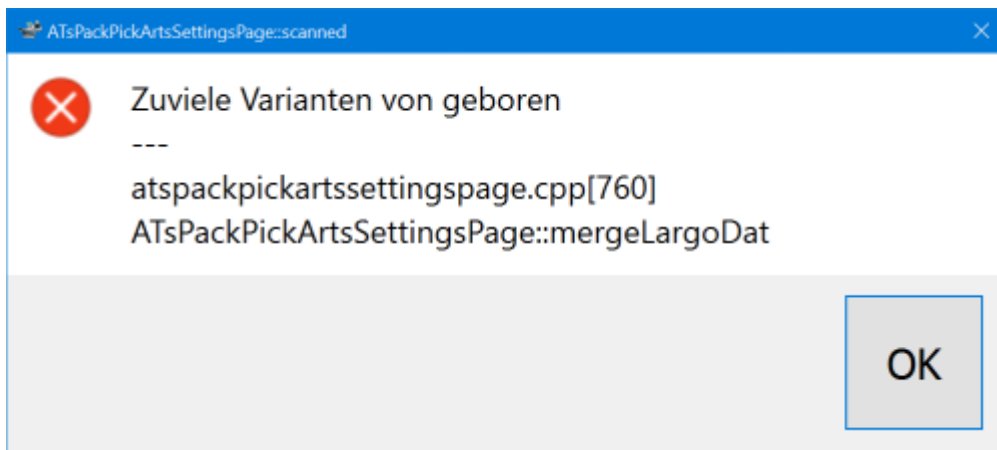 ATsPackPickArtsSettingsPage::scanned
Zuviele Varianten von geboren
---
atspackpickartssettingspage.cpp[760]
ATsPackPickArtsSettingsPage::mergeLargoDat
OK